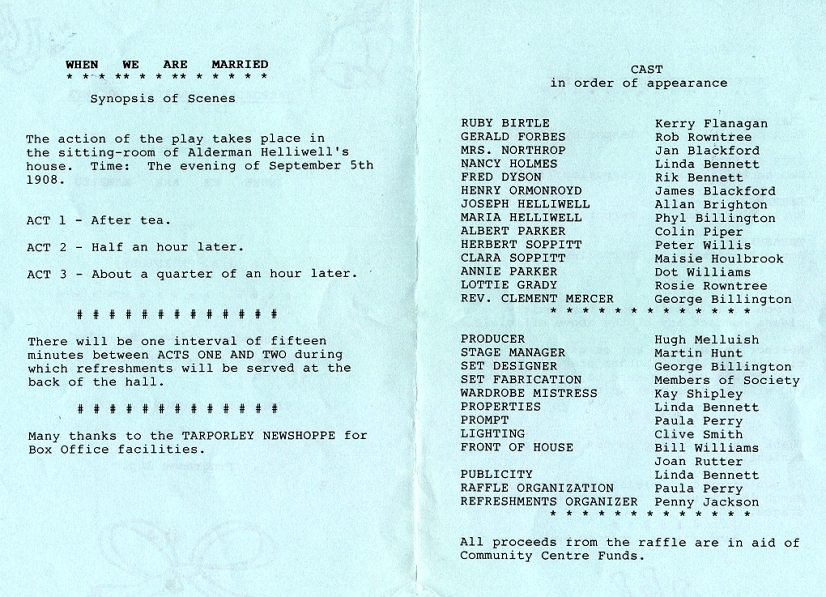 WHEN WE ARE MARRIED
* * * ** * * ** * * * * *
Synopsis of Scenes
The action of the play takes place in
the sitting-room of Alderman Helliwell's
house. Time: The evening of September 5th
1908.
ACT 1 - After tea.
ACT 2 - Half an hour later.
ACT 3 - About a quarter of an hour later.
# # # # # # # # # # # # #
There will be one interval of fifteen
minutes between ACTS ONE AND TWO during
which refreshments will be served at the
back of the hall.
# # # # # # # # # # # # #
Many thanks to the TARPORLEY NEWSHOPPE for
Box Office facilities.
CAST
in order of appearance
RUBY BIRTLE Kerry Flanagan
GERALD FORBES Rob Rowntree
MRS. NORTHROP Jan Blackford
NANCY HOLMES Linda Bennett
FRED DYSON Rik Bennett
HENRY ORMONROYD James Blackford
JOSEPH HELLIWELL Allan Brighton
MARIA HELLIWELL Phyl Billington
ALBERT PARKER Colin Piper
HERBERT SOPPITT Peter Willis
CLARA SOPPITT Maisie Houlbrook
ANNIE PARKER Dot Williams
LOTTIE GRADY Rosie Rowntree
REV. CLEMENT MERCER George Billington
* * * * * * * * * * * * *
PRODUCER Hugh Melluish
STAGE MANAGER Martin Hunt
SET DESIGNER George Billington
SET FABRICATION Members of Society
WARDROBE MISTRESS Kay Shipley
PROPERTIES Linda Bennett
PROMPT Paula Perry
LIGHTING Clive Smith
FRONT OF HOUSE Bill Williams
Joan Rutter
PUBLICITY Linda Bennett
RAFFLE ORGANIZATION Paula Perry
REFRESHMENTS ORGANIZER Penny Jackson
* * * * * * * * * * * * *
All proceeds from the raffle are in aid of
Community Centre Funds.